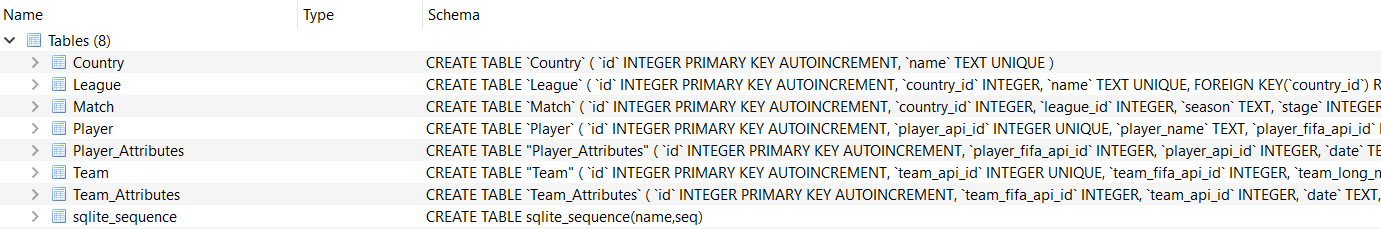 Name Type Schema
Tables (8)
Country CREATE TABLE `Country` ( `id` INTEGER PRIMARY KEY AUTOINCREMENT, `name` TEXT UNIQUE )
League CREATE TABLE `League` ( `id` INTEGER PRIMARY KEY AUTOINCREMENT, `country_id` INTEGER, `name` TEXT UNIQUE, FOREIGN KEY(`country_id`) R
Match CREATE TABLE `Match` ( `id` INTEGER PRIMARY KEY AUTOINCREMENT, `country_id` INTEGER, `league_id` INTEGER, `season` TEXT, `stage` INTEGER
Player CREATE TABLE `Player` ( `id` INTEGER PRIMARY KEY AUTOINCREMENT, `player_api_id` INTEGER UNIQUE, `player_name` TEXT, `player_fifa_api_id`
Player_Attributes CREATE TABLE "Player_Attributes" ( `id` INTEGER PRIMARY KEY AUTOINCREMENT, `player_fifa_api_id` INTEGER, `player_api_id` INTEGER, `date` TE
Team CREATE TABLE "Team" ( `id` INTEGER PRIMARY KEY AUTOINCREMENT, `team_api_id` INTEGER UNIQUE, `team_fifa_api_id` INTEGER, `team_long_n
Team_Attributes CREATE TABLE `Team_Attributes` ( `id` INTEGER PRIMARY KEY AUTOINCREMENT, `team_fifa_api_id` INTEGER, `team_api_id` INTEGER, `date` TEXT,
sqlite_sequence CREATE TABLE sqlite_sequence(name,seq)